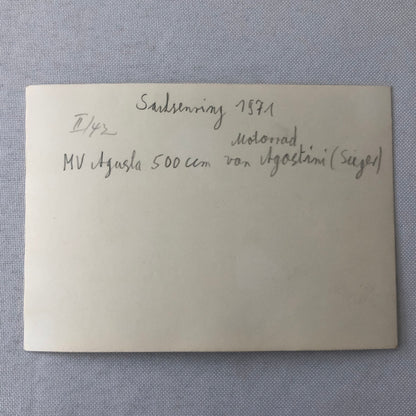 Sachsenring 1971
II/42
Motorrad
MV Agusta 500 ccm von Agostini (Sieger)